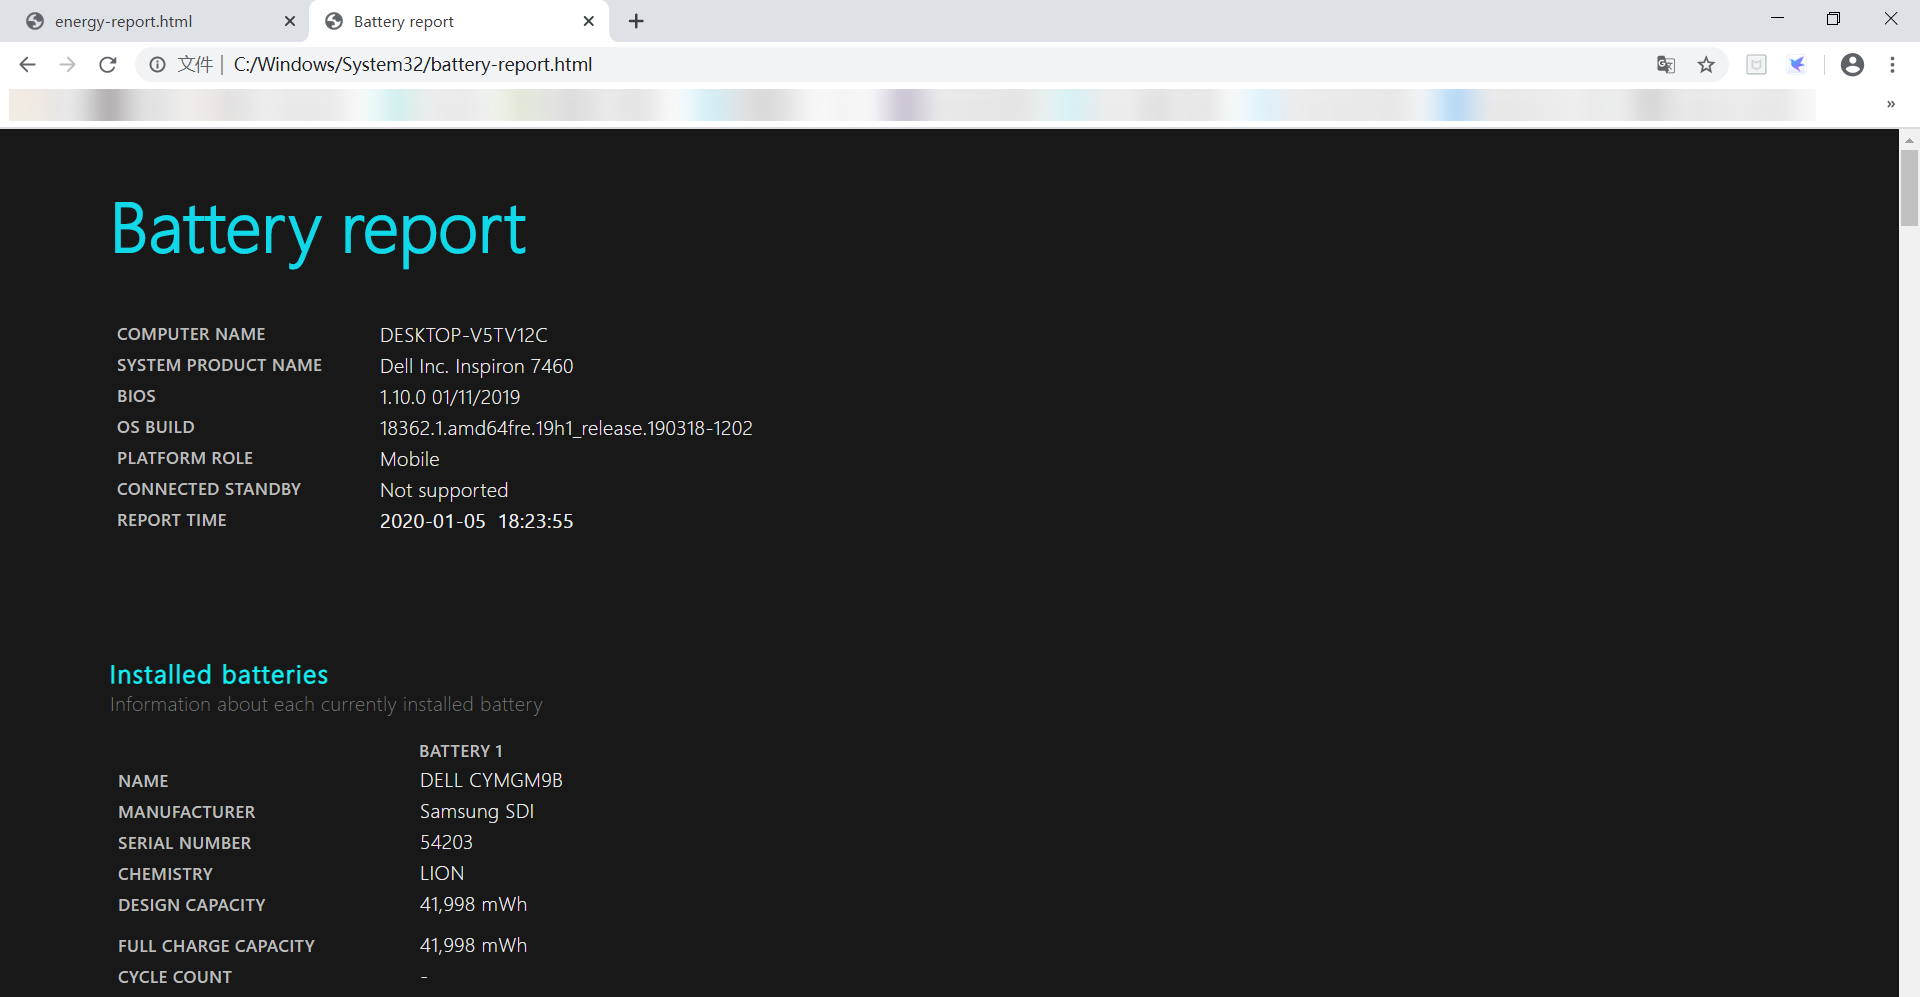 energy-report.html
Battery report
文件 | C:/Windows/System32/battery-report.html
»
Battery report
COMPUTER NAME DESKTOP-V5TV12C
SYSTEM PRODUCT NAME Dell Inc. Inspiron 7460
BIOS 1.10.0 01/11/2019
OS BUILD 18362.1.amd64fre.19h1_release.190318-1202
PLATFORM ROLE Mobile
CONNECTED STANDBY Not supported
REPORT TIME 2020-01-05 18:23:55
Installed batteries
Information about each currently installed battery
BATTERY 1
NAME DELL CYMGM9B
MANUFACTURER Samsung SDI
SERIAL NUMBER 54203
CHEMISTRY LION
DESIGN CAPACITY 41,998 mWh
FULL CHARGE CAPACITY 41,998 mWh
CYCLE COUNT -